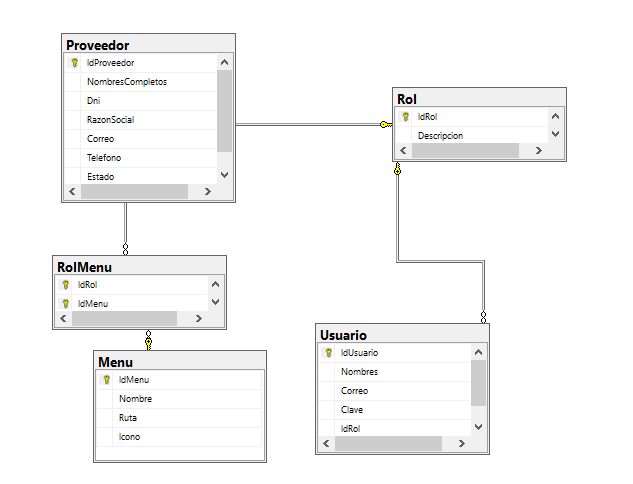 Proveedor
IdProveedor
NombresCompletos
Dni
RazonSocial
Correo
Telefono
Estado
Rol
IdRol
Descripcion
RolMenu
IdRol
IdMenu
Menu
IdMenu
Nombre
Ruta
Icono
Usuario
IdUsuario
Nombres
Correo
Clave
IdRol